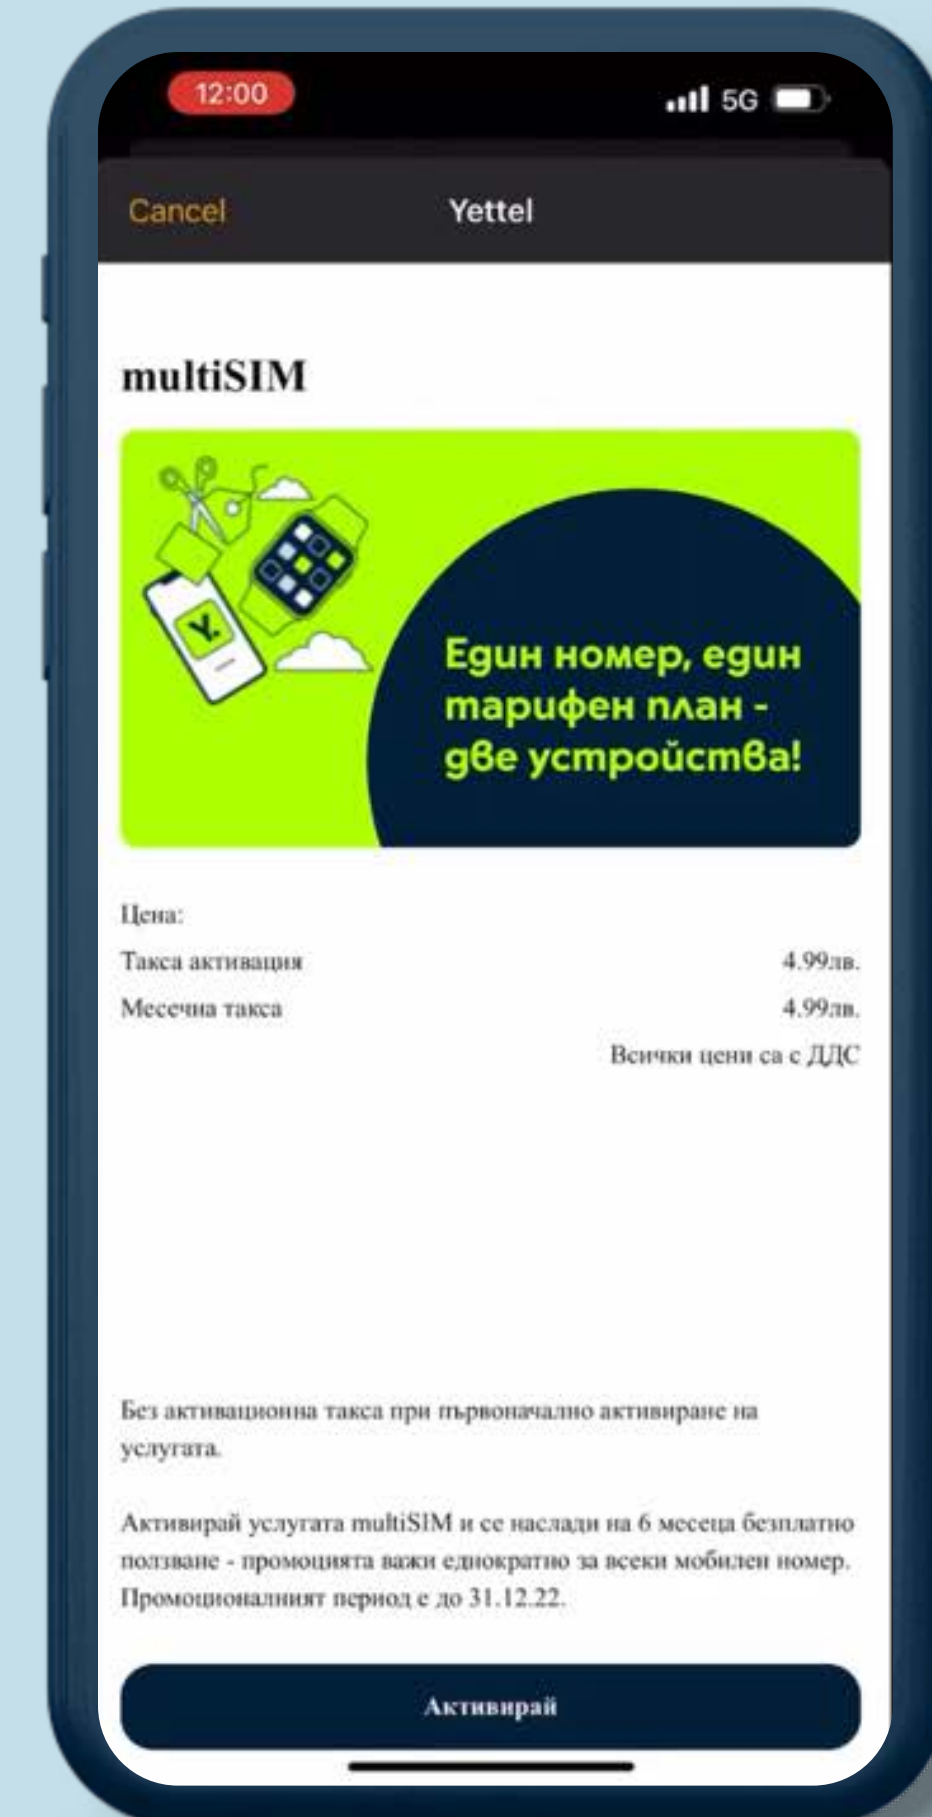 12:00
5G
Cancel
Yettel
multiSIM
Y.
Един номер, един
тарифен план -
две устройства!
Цена:
Такса активация 4.99лв.
Месечна такса 4.99лв.
Всички цени са с ДДС
Без активационна такса при първоначално активиране на
услугата.
Активирай услугата multiSIM и се наслади на 6 месеца безплатно
ползване - промоцията важи еднократно за всеки мобилен номер.
Промоционалният период е до 31.12.22.
Активирай